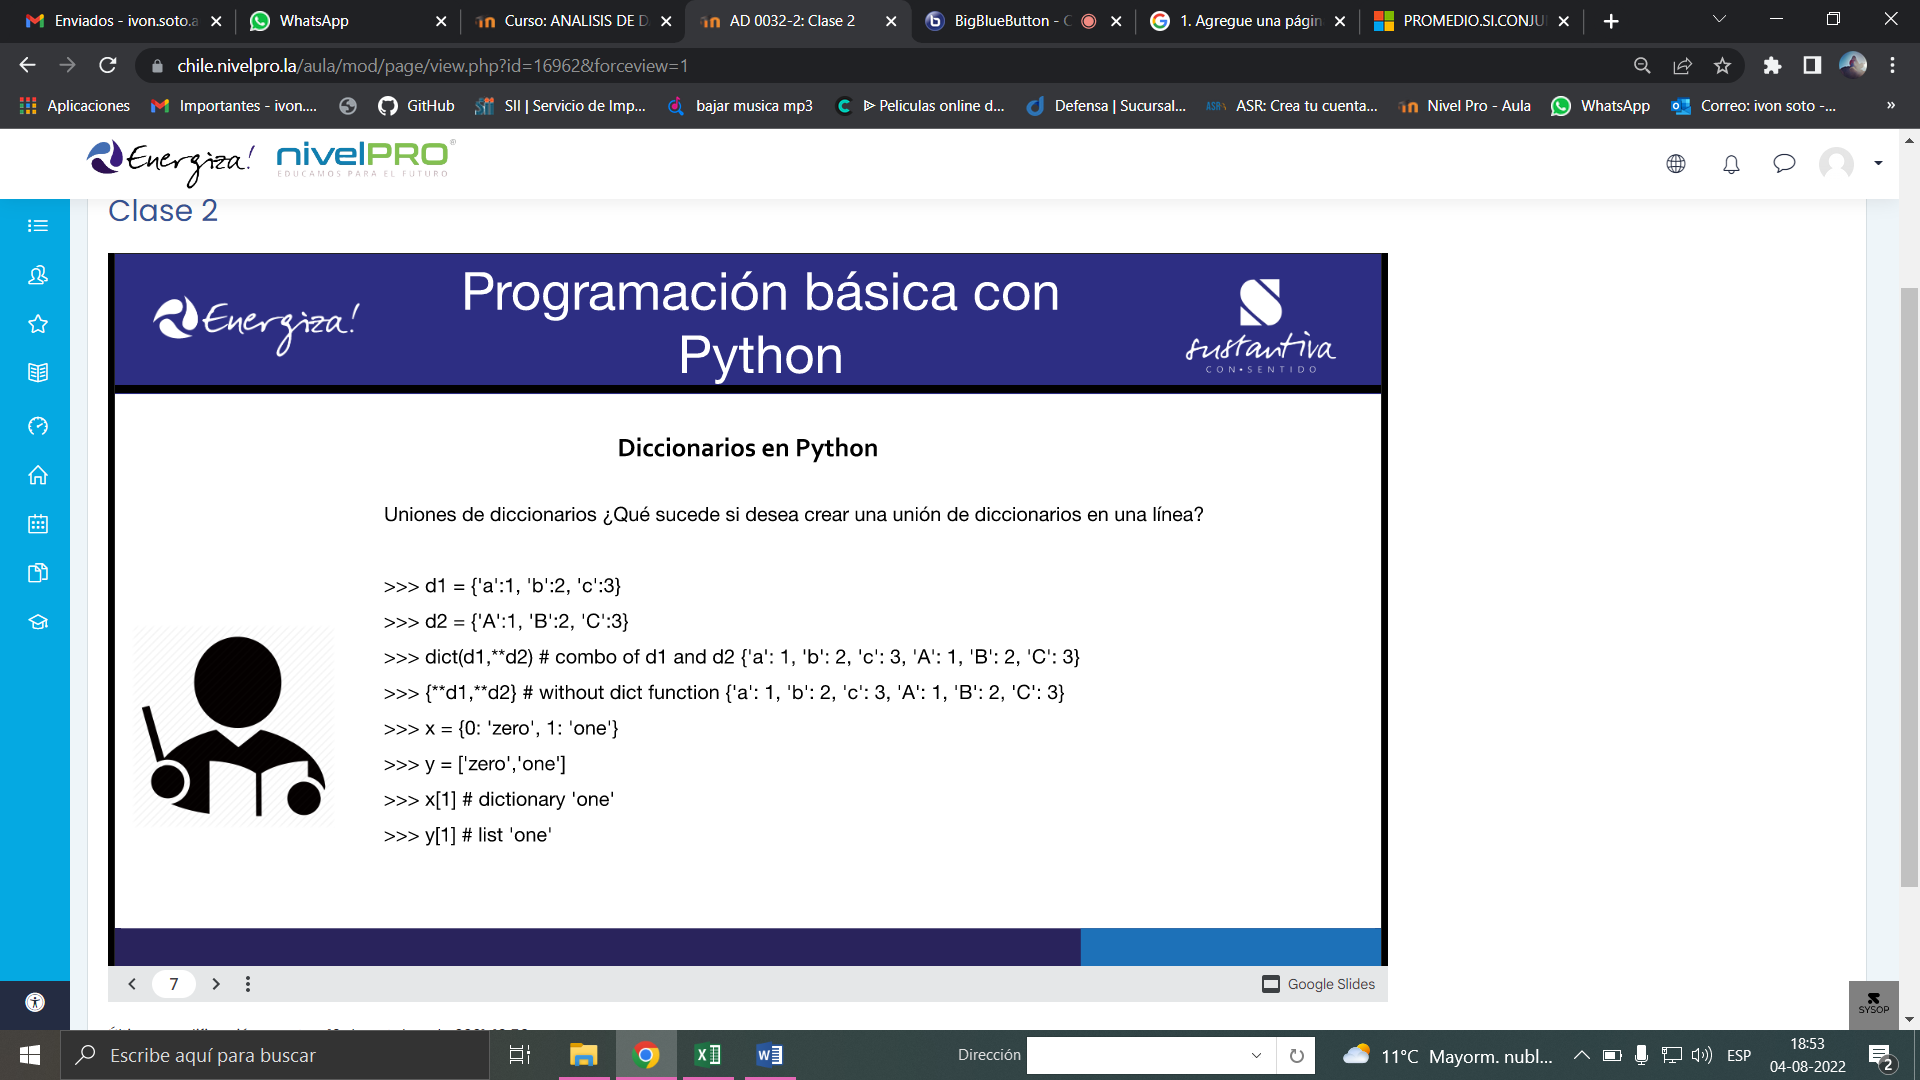 Enviados - ivon.soto.a
WhatsApp
Curso: ANALISIS DE D
AD 0032-2: Clase 2
BigBlueButton - C
1. Agregue una págin
PROMEDIO.SI.CONJU
chile.nivelpro.la/aula/mod/page/view.php?id=16962&forceview=1
Aplicaciones
Importantes - ivon....
GitHub
SII | Servicio de Imp...
bajar musica mp3
ᐅ Peliculas online d...
Defensa | Sucursal...
ASR: Crea tu cuenta...
Nivel Pro - Aula
WhatsApp
Correo: ivon soto -...
»
Energiza!
nivelPRO
EDUCAMOS PARA EL FUTURO
Clase 2
Energiza!
Programación básica con
Python
sustantiva
CON•SENTIDO
Diccionarios en Python
Uniones de diccionarios ¿Qué sucede si desea crear una unión de diccionarios en una línea?
>>> d1 = {'a':1, 'b':2, 'c':3}
>>> d2 = {'A':1, 'B':2, 'C':3}
>>> dict(d1,**d2) # combo of d1 and d2 {'a': 1, 'b': 2, 'c': 3, 'A': 1, 'B': 2, 'C': 3}
>>> {**d1,**d2} # without dict function {'a': 1, 'b': 2, 'c': 3, 'A': 1, 'B': 2, 'C': 3}
>>> x = {0: 'zero', 1: 'one'}
>>> y = ['zero','one']
>>> x[1] # dictionary 'one'
>>> y[1] # list 'one'
7
Google Slides
SYSOP
Escribe aquí para buscar
Dirección
11°C Mayorm. nubl...
ESP
18:53
04-08-2022
2